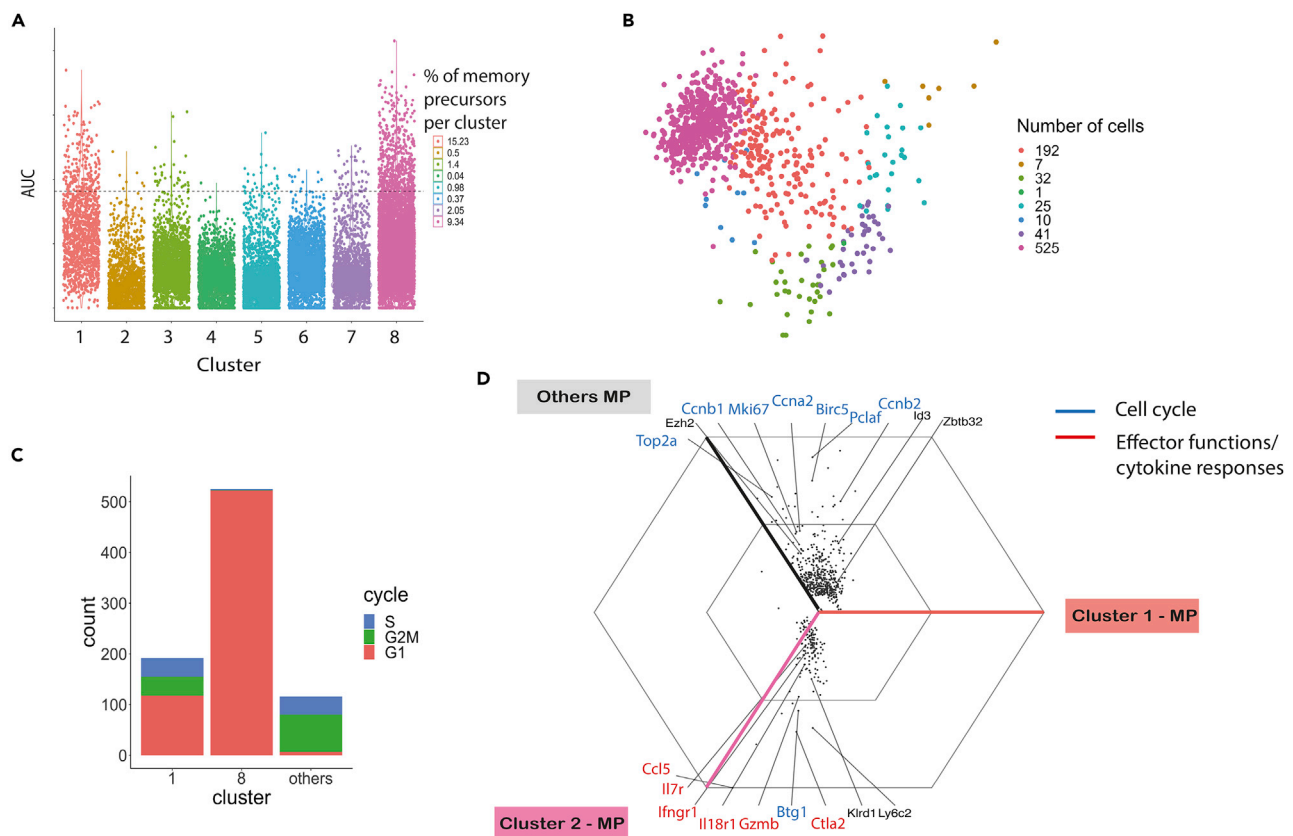 A
AUC
% of memory
precursors
per cluster
15.23
0.5
1.4
0.04
0.98
0.37
2.05
9.34
1 2 3 4 5 6 7 8
Cluster
B
Number of cells
192
7
32
1
25
10
41
525
C
count
500
400
300
200
100
0
1 8 others
cluster
cycle
S
G2M
G1
D
Others MP
Ccnb1 Mki67 Ccna2 Birc5 Pclaf Ccnb2 Id3 Zbtb32
Ezh2
Top2a
Cell cycle
Effector functions/
cytokine responses
Cluster 1 - MP
Ccl5
Il7r
Ifngr1 Il18r1 Gzmb Btg1 Ctla2 Klrd1 Ly6c2
Cluster 2 - MP